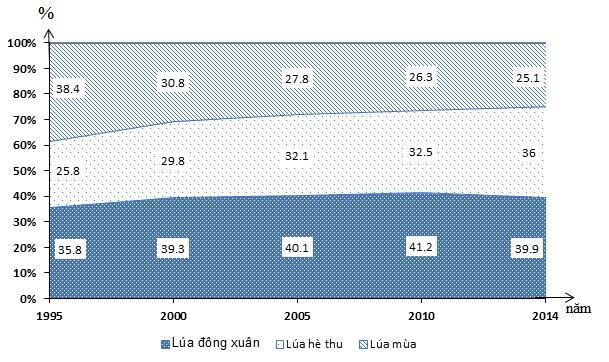 %
100%
90%
80%
70%
60%
50%
40%
30%
20%
10%
0%
38.4 30.8 27.8 26.3 25.1
25.8 29.8 32.1 32.5 36
35.8 39.3 40.1 41.2 39.9
1995 2000 2005 2010 2014 năm
Lúa đông xuân Lúa hè thu Lúa mùa